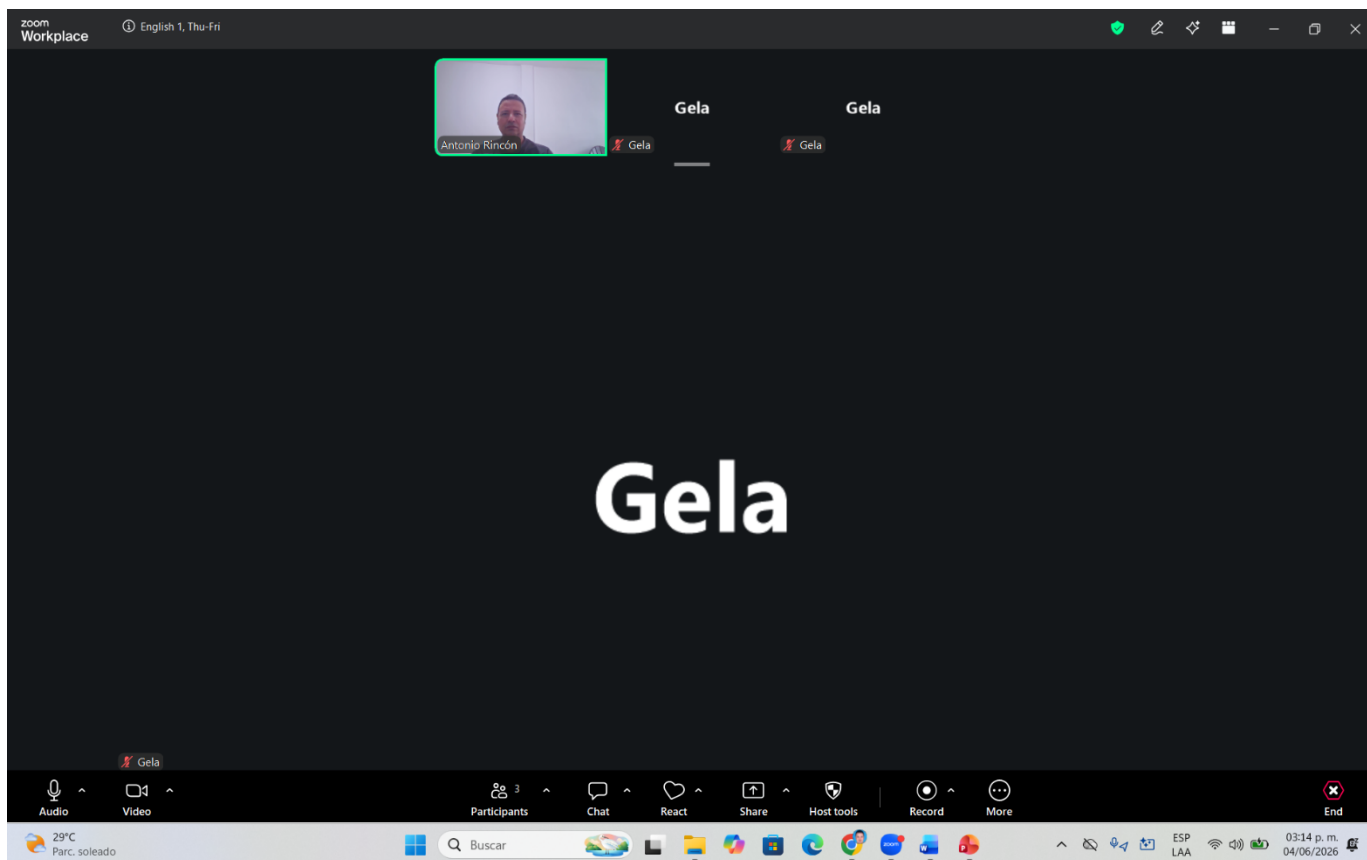 zoom
Workplace
English 1, Thu-Fri
Gela
Gela
Antonio Rincón
Gela
Gela
Gela
Gela
3
Audio
Video
Participants
Chat
React
Share
Host tools
Record
More
End
29°C
Parc. soleado
Buscar
ESP
LAA
03:14 p. m.
04/06/2026